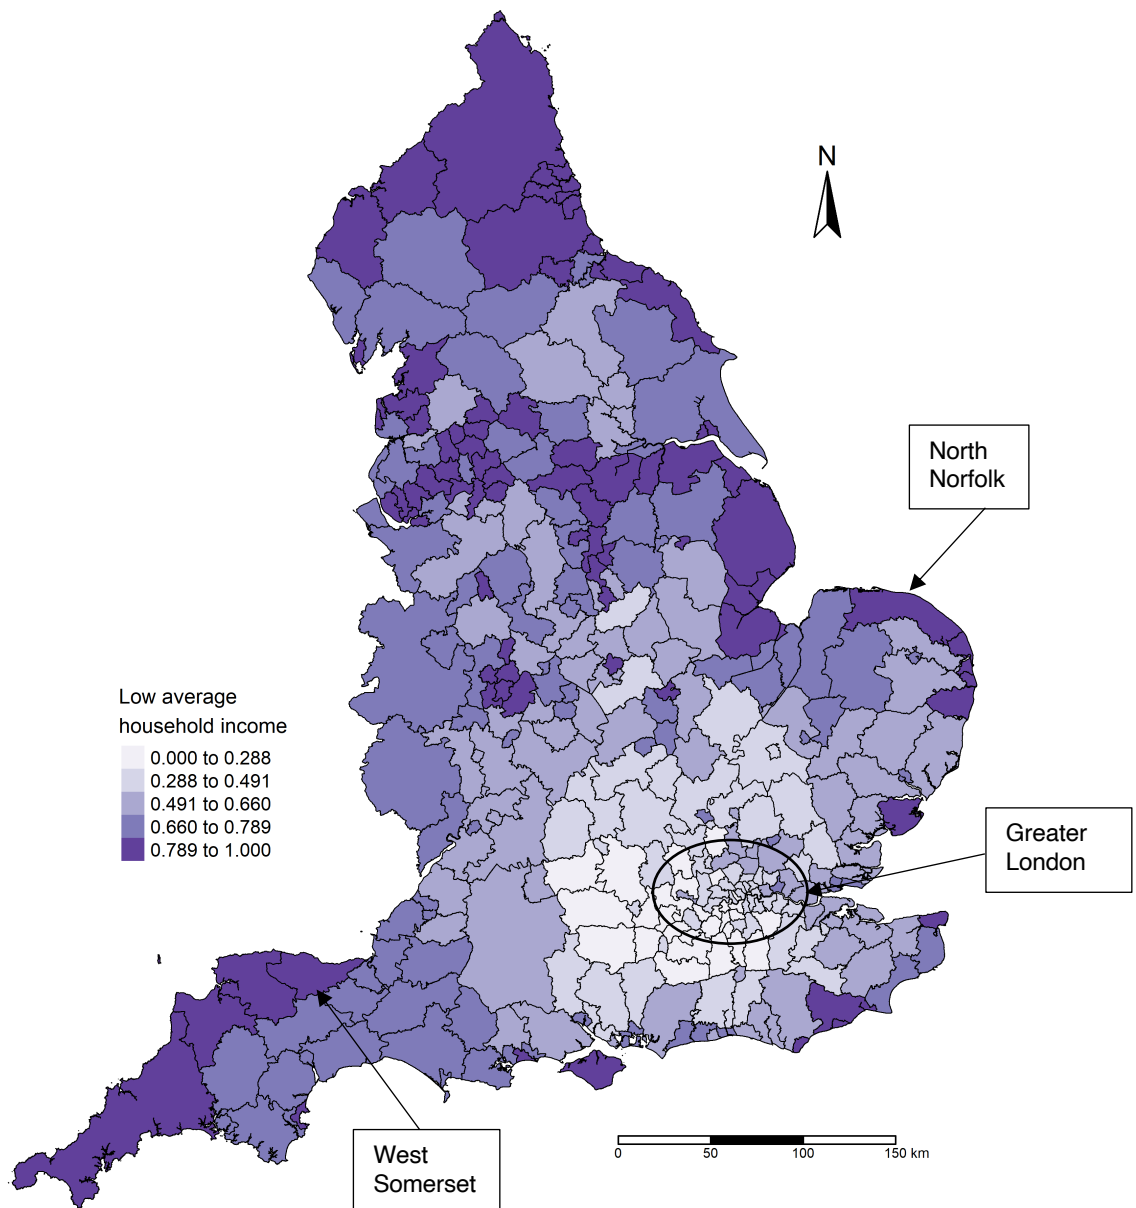 N
North
Norfolk
Low average
household income
0.000 to 0.288
0.288 to 0.491
0.491 to 0.660
0.660 to 0.789
0.789 to 1.000
Greater
London
West
Somerset
0 50 100 150 km